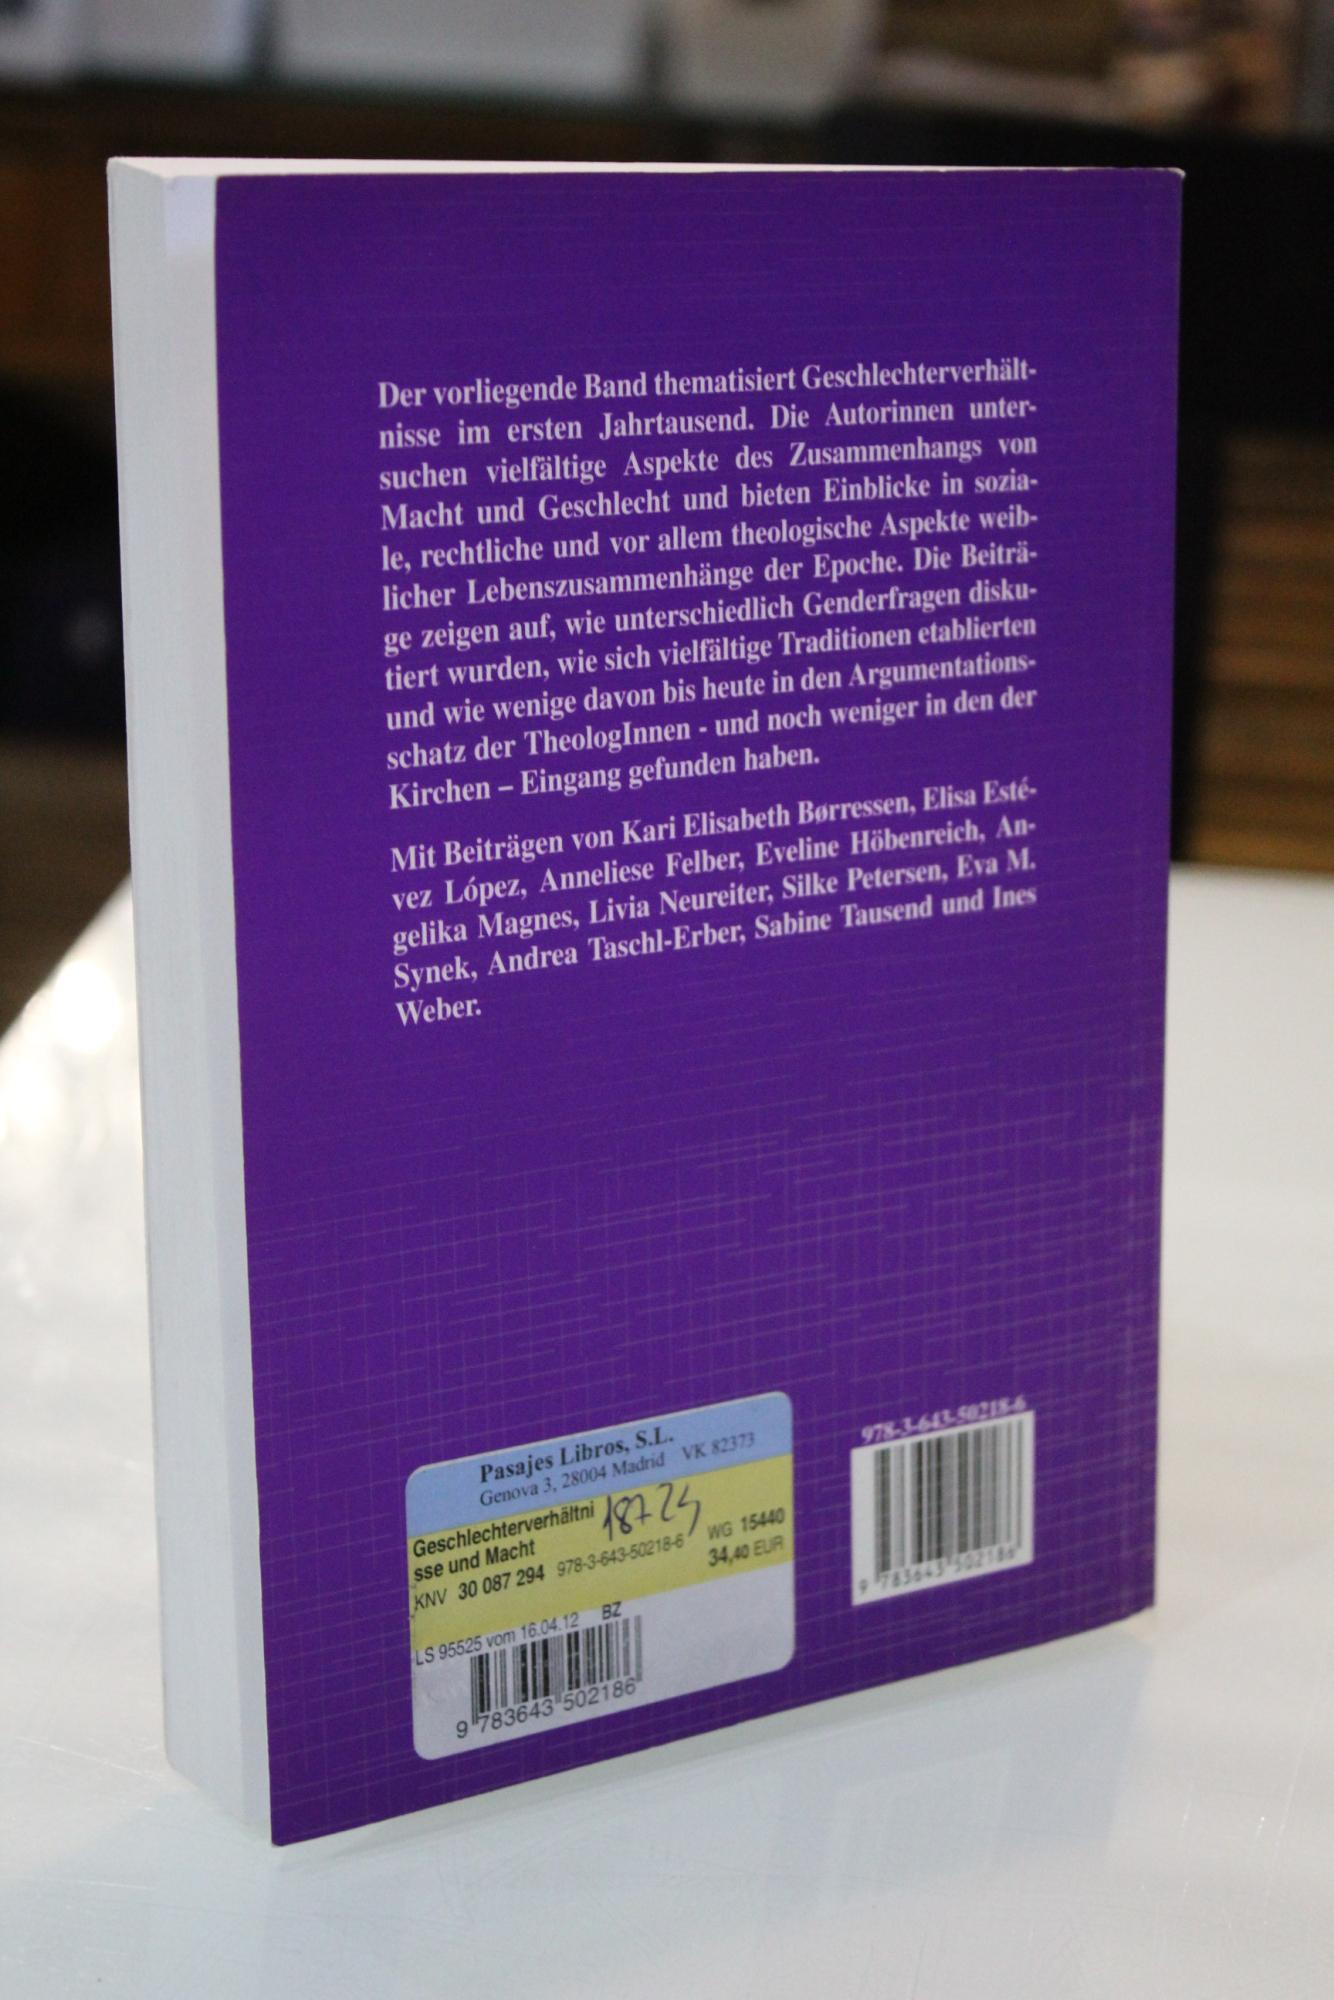 Der vorliegende Band thematisiert Geschlechterverhält-
nisse im ersten Jahrtausend. Die Autorinnen unter-
suchen vielfältige Aspekte des Zusammenhangs von
Macht und Geschlecht und bieten Einblicke in sozia-
le, rechtliche und vor allem theologische Aspekte weib-
licher Lebenszusammenhänge der Epoche. Die Beiträ-
ge zeigen auf, wie unterschiedlich Genderfragen disku-
tiert wurden, wie sich vielfältige Traditionen etablierten
und wie wenige davon bis heute in den Argumentations-
schatz der TheologInnen - und noch weniger in den der
Kirchen – Eingang gefunden haben.
Mit Beiträgen von Kari Elisabeth Børressen, Elisa Esté-
vez López, Anneliese Felber, Eveline Höbenreich, An-
gelika Magnes, Livia Neureiter, Silke Petersen, Eva M.
Synek, Andrea Taschl-Erber, Sabine Tausend und Ines
Weber.
Pasajes Libros, S.L.
Genova 3, 28004 Madrid VK 82373
Geschlechterverhältni
sse und Macht
18724
KNV 30 087 294 978-3-643-50218-6
WG 15440
34,40 EUR
LS 95525 vom 16.04.12 BZ
9 783643 502186
978-3-643-50218-6
9 783643 502186